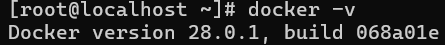 [root@localhost ~]# docker -v
Docker version 28.0.1, build 068a01e